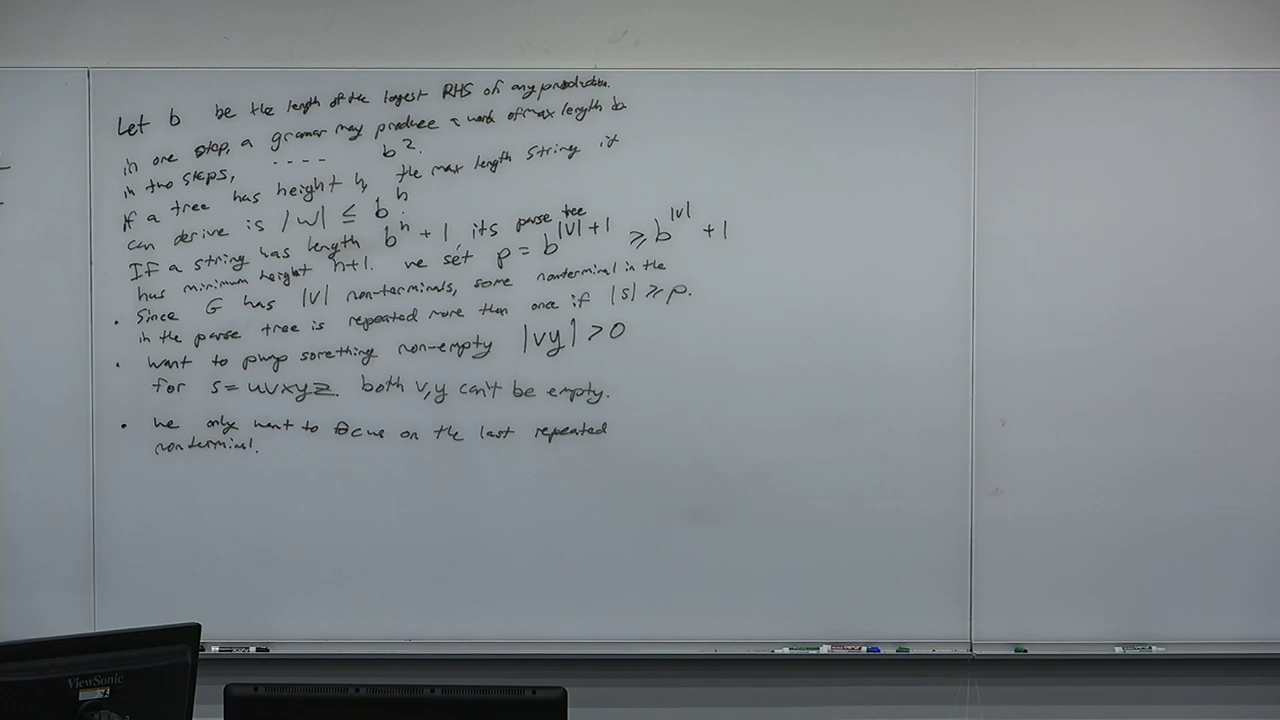 Let b be the length of the longest RHS of any production.
in one step, a gramar may produce a word of max length b
in two steps, ---- b².
if a tree has height h, the max length string it
can derive is |w| ≤ b^h.
If a string has length b^h + 1, its parse tree
has minimum height h+1. We set p = b^{|V|+1} ≥ b^{|V|} + 1
• Since G has |V| non-terminals, some nonterminal in the
in the parse tree is repeated more than once if |s| ≥ p.
• Want to pump somthing non-empty |vy| > 0
for s = uvxyz. both v,y can't be empty.
• We only want to focus on the last repeated
nonterminal.
ViewSonic